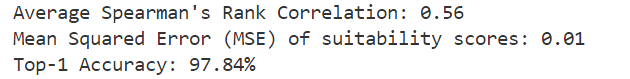 Average Spearman's Rank Correlation: 0.56
Mean Squared Error (MSE) of suitability scores: 0.01
Top-1 Accuracy: 97.84%